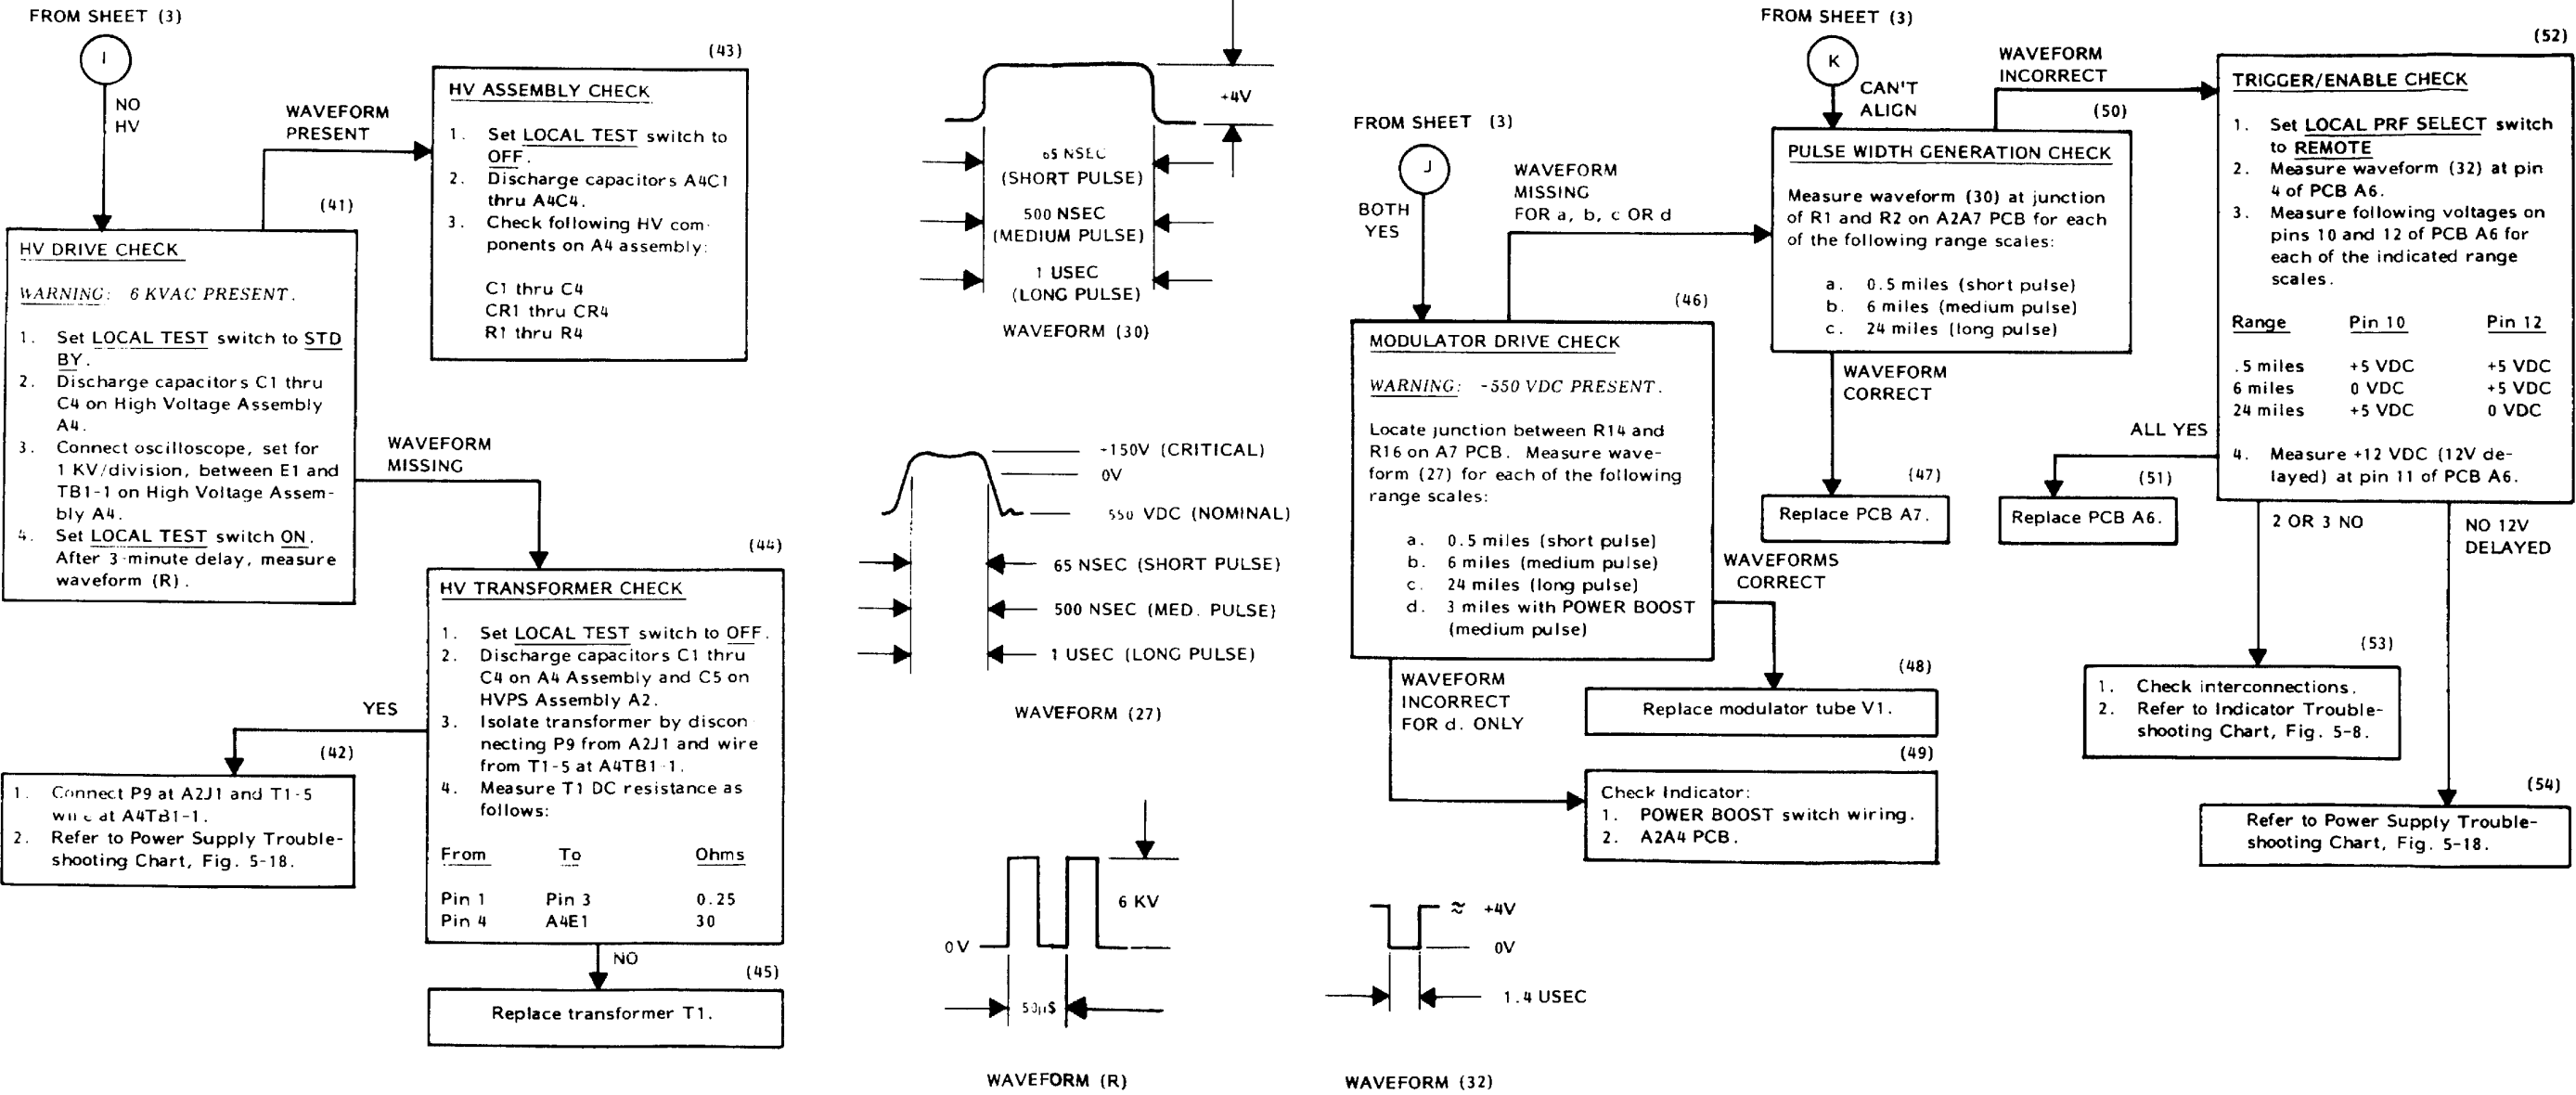 FROM SHEET (3)
I
NO
HV
WAVEFORM
PRESENT
(43)
HV ASSEMBLY CHECK
1. Set LOCAL TEST switch to
OFF.
2. Discharge capacitors A4C1
thru A4C4.
3. Check following HV com-
ponents on A4 assembly:
C1 thru C4
CR1 thru CR4
R1 thru R4
(41)
HV DRIVE CHECK
WARNING: 6 KVAC PRESENT.
1. Set LOCAL TEST switch to STD
BY.
2. Discharge capacitors C1 thru
C4 on High Voltage Assembly
A4.
3. Connect oscilloscope, set for
1 KV/division, between E1 and
TB1-1 on High Voltage Assem-
bly A4.
4. Set LOCAL TEST switch ON.
After 3-minute delay, measure
waveform (R).
WAVEFORM
MISSING
(44)
HV TRANSFORMER CHECK
1. Set LOCAL TEST switch to OFF.
2. Discharge capacitors C1 thru
C4 on A4 Assembly and C5 on
HVPS Assembly A2.
3. Isolate transformer by discon
necting P9 from A2J1 and wire
from T1-5 at A4TB1-1.
4. Measure T1 DC resistance as
follows:
From To Ohms
Pin 1 Pin 3 0.25
Pin 4 A4E1 30
YES
(42)
1. Connect P9 at A2J1 and T1-5
wire at A4TB1-1.
2. Refer to Power Supply Trouble-
shooting Chart, Fig. 5-18.
NO
(45)
Replace transformer T1.
+4V
65 NSEC
(SHORT PULSE)
500 NSEC
(MEDIUM PULSE)
1 USEC
(LONG PULSE)
WAVEFORM (30)
-150V (CRITICAL)
0V
550 VDC (NOMINAL)
65 NSEC (SHORT PULSE)
500 NSEC (MED. PULSE)
1 USEC (LONG PULSE)
WAVEFORM (27)
6 KV
0V
50µS
WAVEFORM (R)
≈ +4V
0V
1.4 USEC
WAVEFORM (32)
FROM SHEET (3)
J
BOTH
YES
WAVEFORM
MISSING
FOR a, b, c OR d
(46)
MODULATOR DRIVE CHECK
WARNING: -550 VDC PRESENT.
Locate junction between R14 and
R16 on A7 PCB. Measure wave-
form (27) for each of the following
range scales:
a. 0.5 miles (short pulse)
b. 6 miles (medium pulse)
c. 24 miles (long pulse)
d. 3 miles with POWER BOOST
(medium pulse)
WAVEFORMS
CORRECT
(48)
Replace modulator tube V1.
WAVEFORM
INCORRECT
FOR d. ONLY
(49)
Check Indicator:
1. POWER BOOST switch wiring.
2. A2A4 PCB.
FROM SHEET (3)
K
CAN'T
ALIGN
WAVEFORM
INCORRECT
(50)
PULSE WIDTH GENERATION CHECK
Measure waveform (30) at junction
of R1 and R2 on A2A7 PCB for each
of the following range scales:
a. 0.5 miles (short pulse)
b. 6 miles (medium pulse)
c. 24 miles (long pulse)
WAVEFORM
CORRECT
(47)
Replace PCB A7.
(52)
TRIGGER/ENABLE CHECK
1. Set LOCAL PRF SELECT switch
to REMOTE
2. Measure waveform (32) at pin
4 of PCB A6.
3. Measure following voltages on
pins 10 and 12 of PCB A6 for
each of the indicated range
scales.
Range Pin 10 Pin 12
.5 miles +5 VDC +5 VDC
6 miles 0 VDC +5 VDC
24 miles +5 VDC 0 VDC
4. Measure +12 VDC (12V de-
layed) at pin 11 of PCB A6.
ALL YES
(51)
Replace PCB A6.
2 OR 3 NO
NO 12V
DELAYED
(53)
1. Check interconnections.
2. Refer to Indicator Trouble-
shooting Chart, Fig. 5-8.
(54)
Refer to Power Supply Trouble-
shooting Chart, Fig. 5-18.